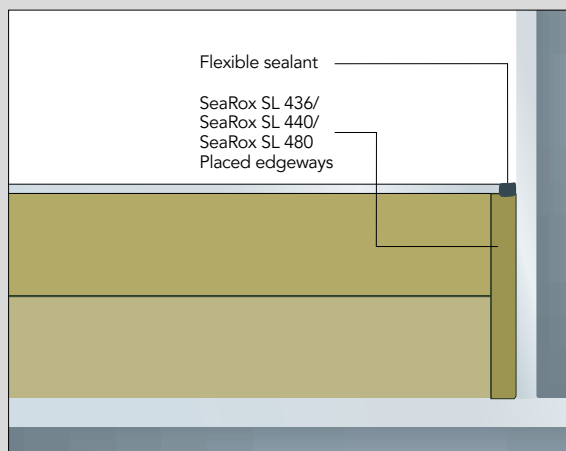 Flexible sealant
SeaRox SL 436/
SeaRox SL 440/
SeaRox SL 480
Placed edgeways